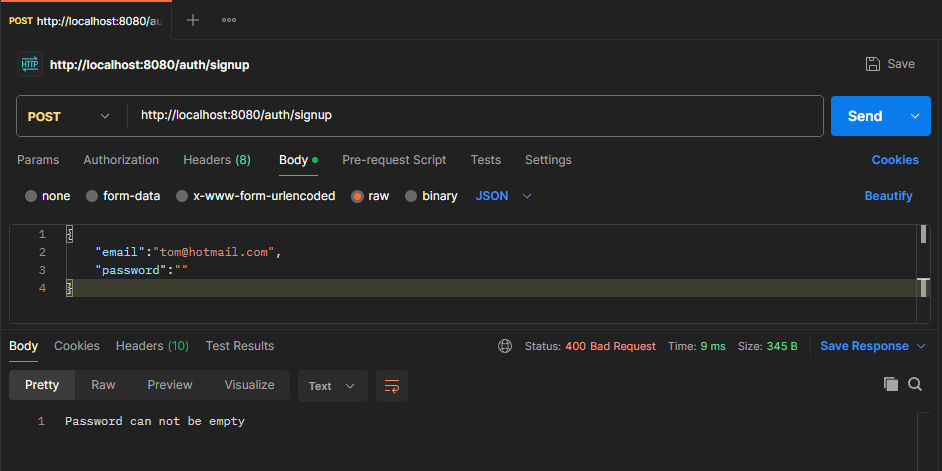 POST http://localhost:8080/au
HTTP http://localhost:8080/auth/signup Save
POST http://localhost:8080/auth/signup Send
Params Authorization Headers (8) Body Pre-request Script Tests Settings Cookies
none form-data x-www-form-urlencoded raw binary JSON Beautify
1 {
2 "email":"tom@hotmail.com",
3 "password":""
4 }
Body Cookies Headers (10) Test Results Status: 400 Bad Request Time: 9 ms Size: 345 B Save Response
Pretty Raw Preview Visualize Text
1 Password can not be empty